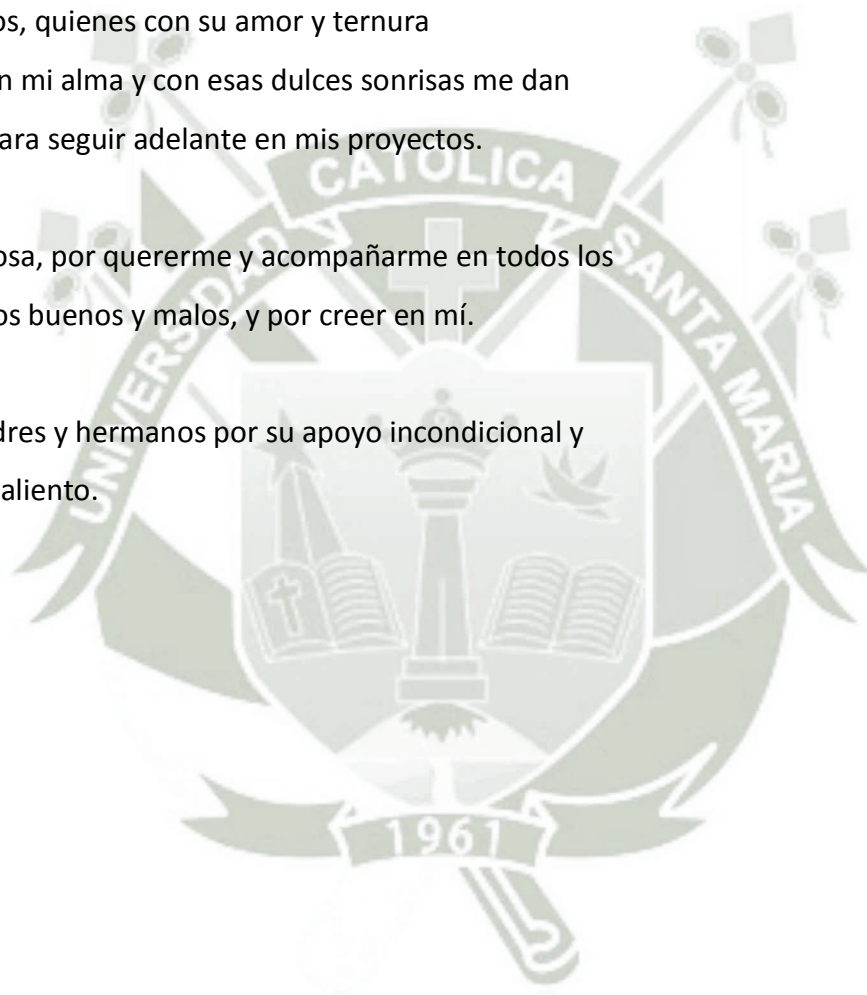 os, quienes con su amor y ternura
n mi alma y con esas dulces sonrisas me dan
ara seguir adelante en mis proyectos.
osa, por quererme y acompañarme en todos los
os buenos y malos, y por creer en mí.
dres y hermanos por su apoyo incondicional y
aliento.
UNIVERSIDAD CATOLICA SANTA MARIA
1961